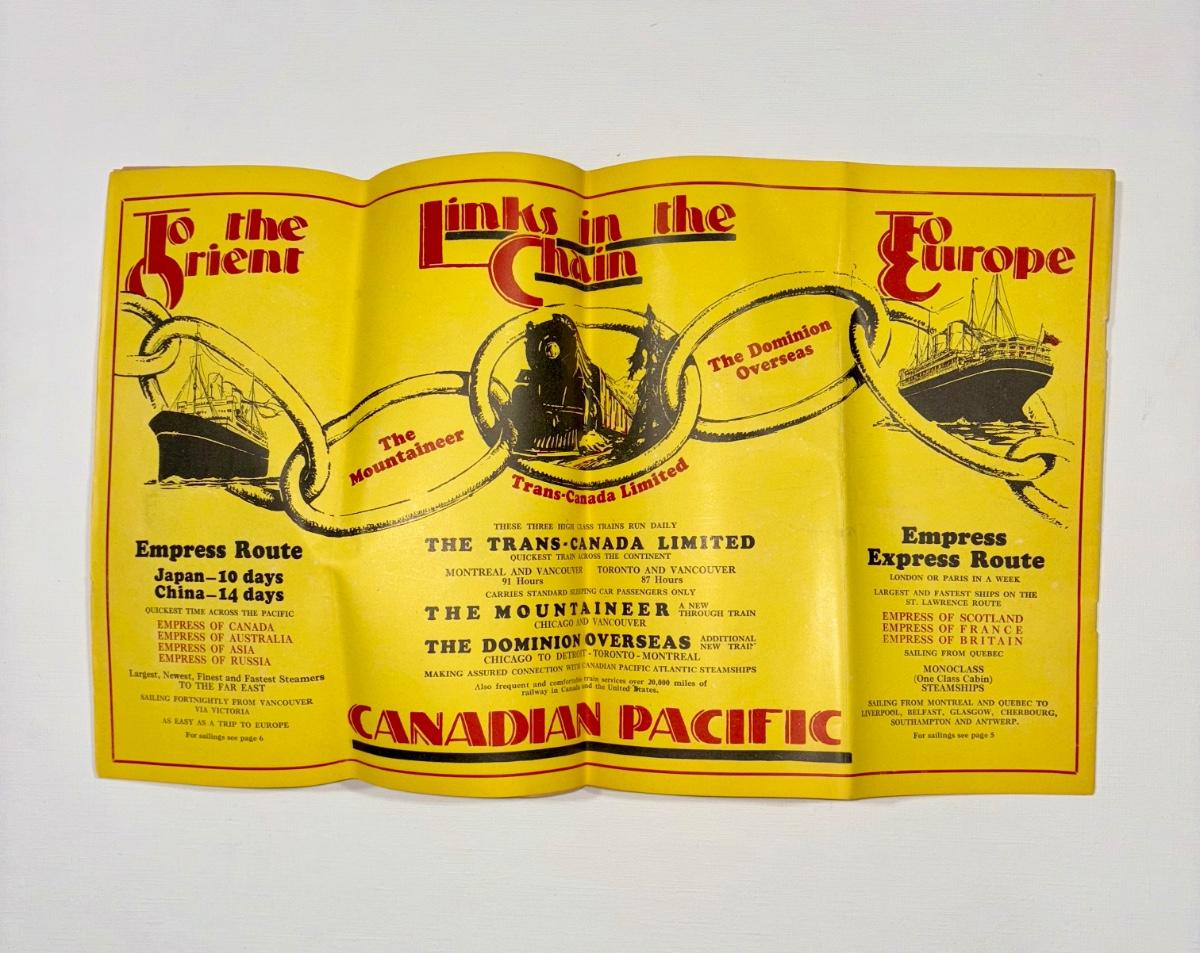 To the
Orient
Links in the
Chain
To
Europe
The
Mountaineer
Trans-Canada Limited
The Dominion
Overseas
Empress Route
Japan–10 days
China–14 days
QUICKEST TIME ACROSS THE PACIFIC
EMPRESS OF CANADA
EMPRESS OF AUSTRALIA
EMPRESS OF ASIA
EMPRESS OF RUSSIA
Largest, Newest, Finest and Fastest Steamers
TO THE FAR EAST
SAILING FORTNIGHTLY FROM VANCOUVER
VIA VICTORIA
AS EASY AS A TRIP TO EUROPE
For sailings see page 6
THESE THREE HIGH CLASS TRAINS RUN DAILY
THE TRANS-CANADA LIMITED
QUICKEST TRAIN ACROSS THE CONTINENT
MONTREAL AND VANCOUVER TORONTO AND VANCOUVER
91 Hours 87 Hours
CARRIES STANDARD SLEEPING CAR PASSENGERS ONLY
THE MOUNTAINEER A NEW
THROUGH TRAIN
CHICAGO AND VANCOUVER
THE DOMINION OVERSEAS ADDITIONAL
NEW TRAIN
CHICAGO TO DETROIT - TORONTO - MONTREAL
MAKING ASSURED CONNECTION WITH CANADIAN PACIFIC ATLANTIC STEAMSHIPS
Also frequent and comfortable train services over 20,000 miles of
railway in Canada and the United States.
CANADIAN PACIFIC
Empress
Express Route
LONDON OR PARIS IN A WEEK
LARGEST AND FASTEST SHIPS ON THE
ST. LAWRENCE ROUTE
EMPRESS OF SCOTLAND
EMPRESS OF FRANCE
EMPRESS OF BRITAIN
SAILING FROM QUEBEC
MONOCLASS
(One Class Cabin)
STEAMSHIPS
SAILING FROM MONTREAL AND QUEBEC TO
LIVERPOOL, BELFAST, GLASGOW, CHERBOURG,
SOUTHAMPTON AND ANTWERP.
For sailings see page 5